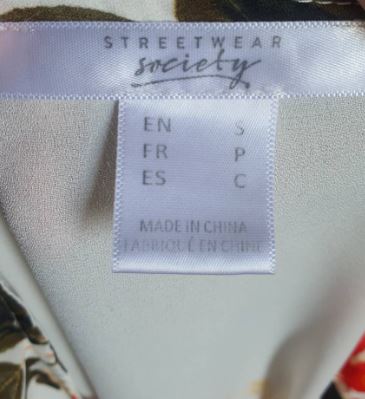 STREETWEAR
society
EN S
FR P
ES C
MADE IN CHINA
FABRIQUÉ EN CHINE